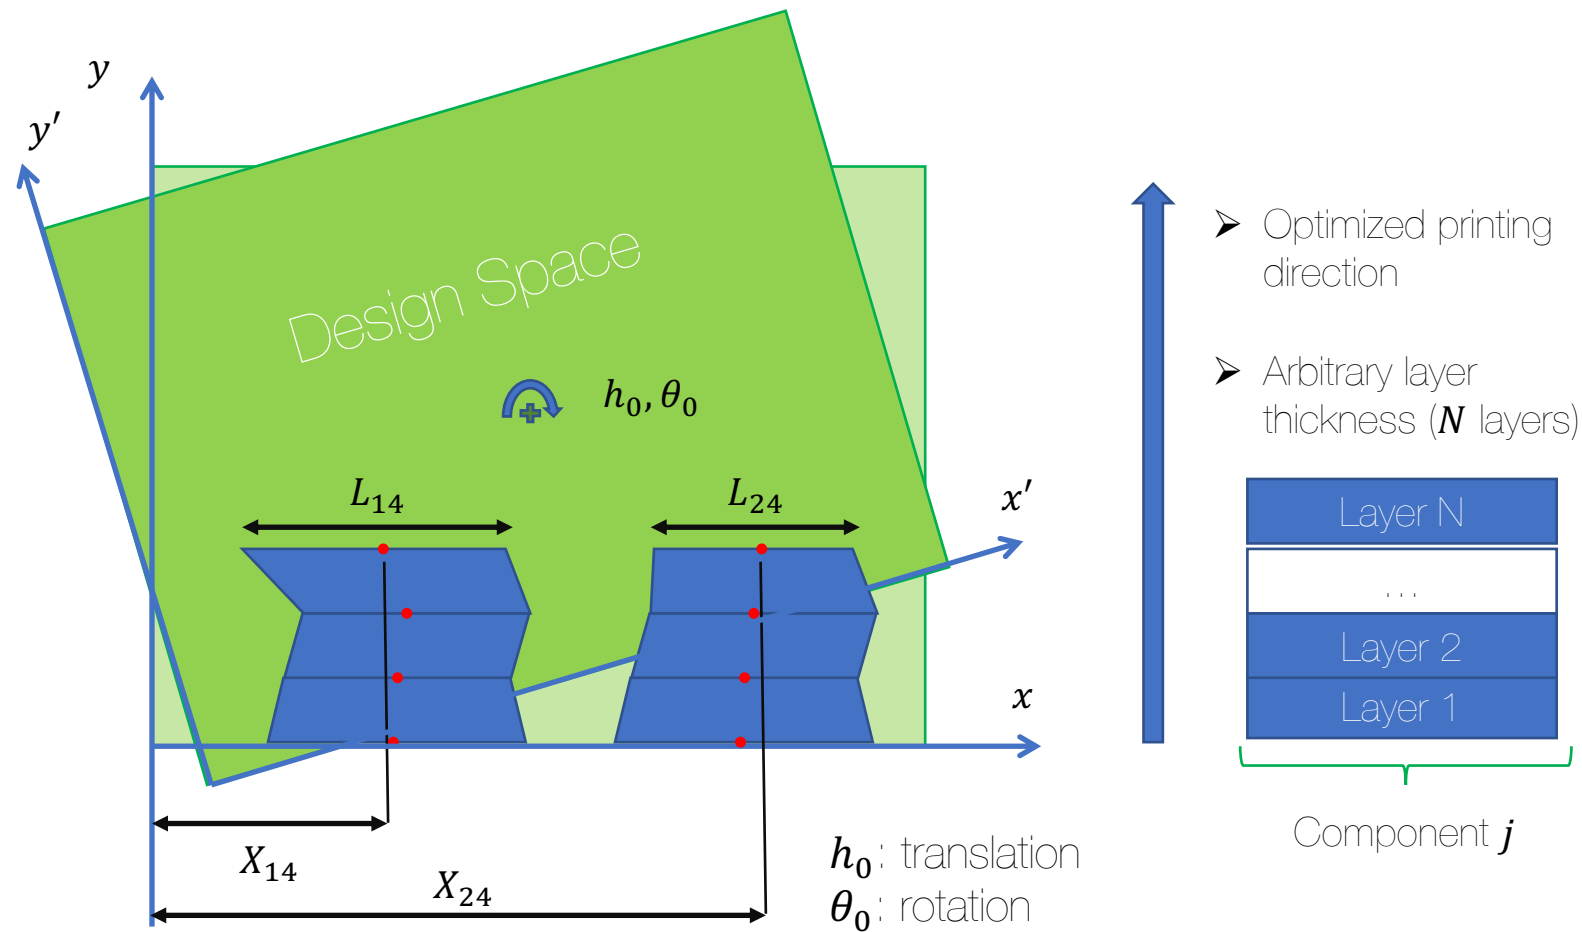 y
y′
Design Space
h₀, θ₀
L₁₄
L₂₄
x′
x
X₁₄
X₂₄
h₀: translation
θ₀: rotation
➢ Optimized printing
direction
➢ Arbitrary layer
thickness (N layers)
Layer N
...
Layer 2
Layer 1
Component j